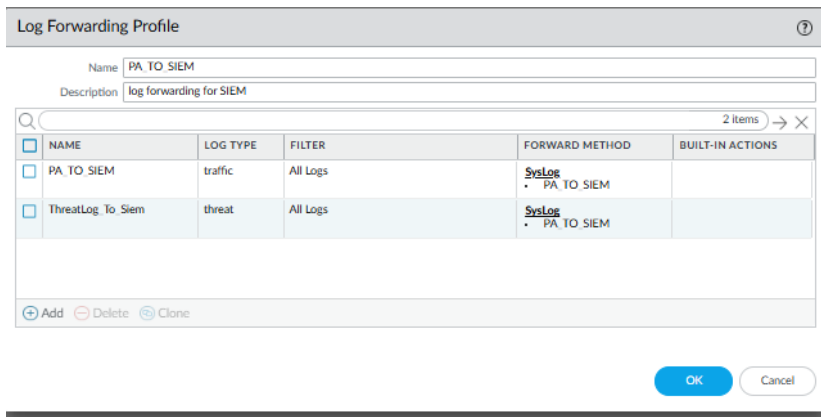 Log Forwarding Profile
Name PA_TO_SIEM
Description log forwarding for SIEM
2 items
NAME LOG TYPE FILTER FORWARD METHOD BUILT-IN ACTIONS
PA_TO_SIEM traffic All Logs SysLog
• PA_TO_SIEM
ThreatLog_To_Siem threat All Logs SysLog
• PA_TO_SIEM
Add Delete Clone
OK Cancel